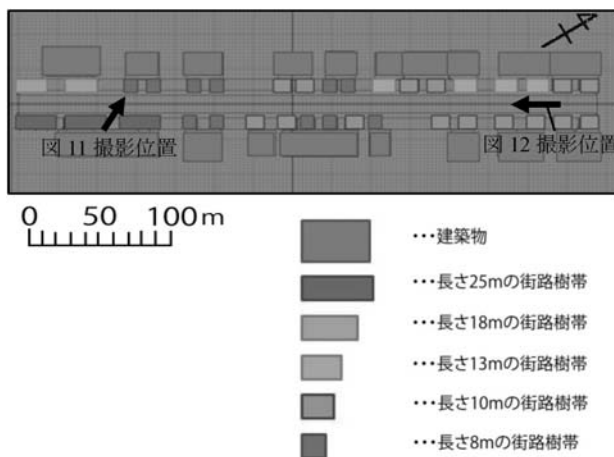 図 11 撮影位置
図 12 撮影位置
0 50 100 m
・・・建築物
・・・長さ25mの街路樹帯
・・・長さ18mの街路樹帯
・・・長さ13mの街路樹帯
・・・長さ10mの街路樹帯
・・・長さ8mの街路樹帯